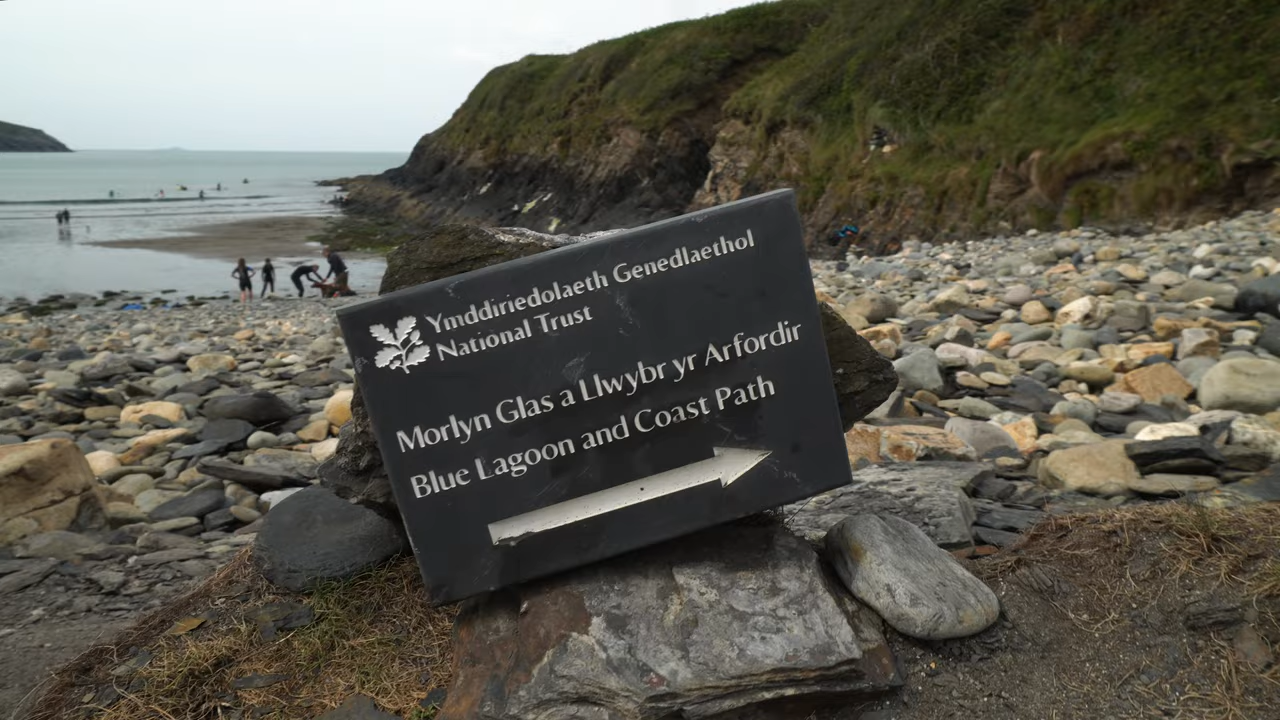 Ymddiriedolaeth Genedlaethol
National Trust
Morlyn Glas a Llwybr yr Arfordir
Blue Lagoon and Coast Path